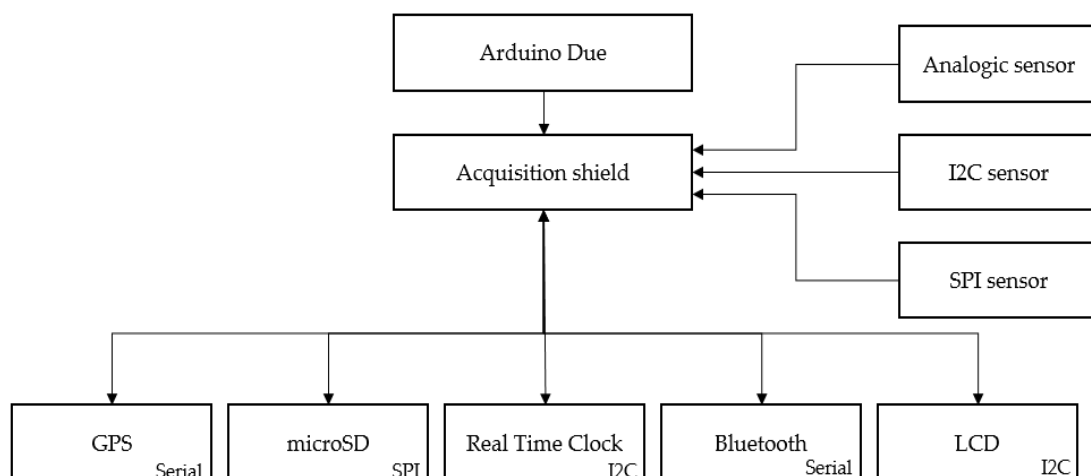 Arduino Due
Analogic sensor
Acquisition shield
I2C sensor
SPI sensor
GPS
Serial
microSD
SPI
Real Time Clock
I2C
Bluetooth
Serial
LCD
I2C